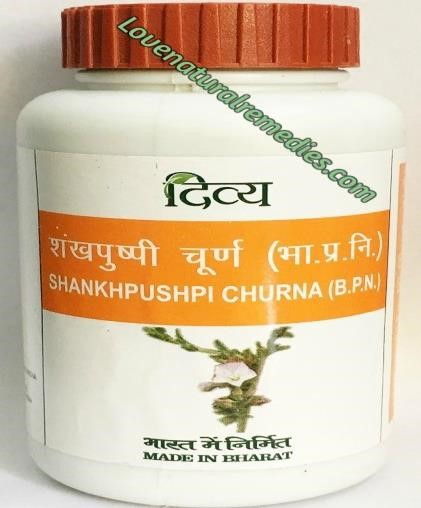 Lovenaturalremedies.com
दिव्य
शंखपुष्पी चूर्ण (भा.प्र.नि.)
SHANKHPUSHPI CHURNA (B.P.N.)
भारत में निर्मित
MADE IN BHARAT